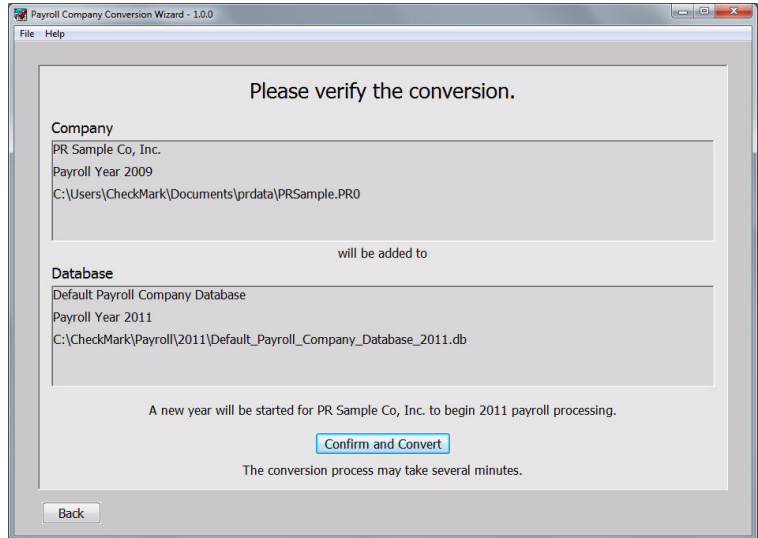 Payroll Company Conversion Wizard - 1.0.0
File Help
Please verify the conversion.
Company
PR Sample Co, Inc.
Payroll Year 2009
C:\Users\CheckMark\Documents\prdata\PRSample.PR0
will be added to
Database
Default Payroll Company Database
Payroll Year 2011
C:\CheckMark\Payroll\2011\Default_Payroll_Company_Database_2011.db
A new year will be started for PR Sample Co, Inc. to begin 2011 payroll processing.
Confirm and Convert
The conversion process may take several minutes.
Back